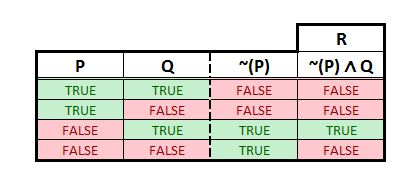 R
P Q ~(P) ~(P) ∧ Q
TRUE TRUE FALSE FALSE
TRUE FALSE FALSE FALSE
FALSE TRUE TRUE TRUE
FALSE FALSE TRUE FALSE